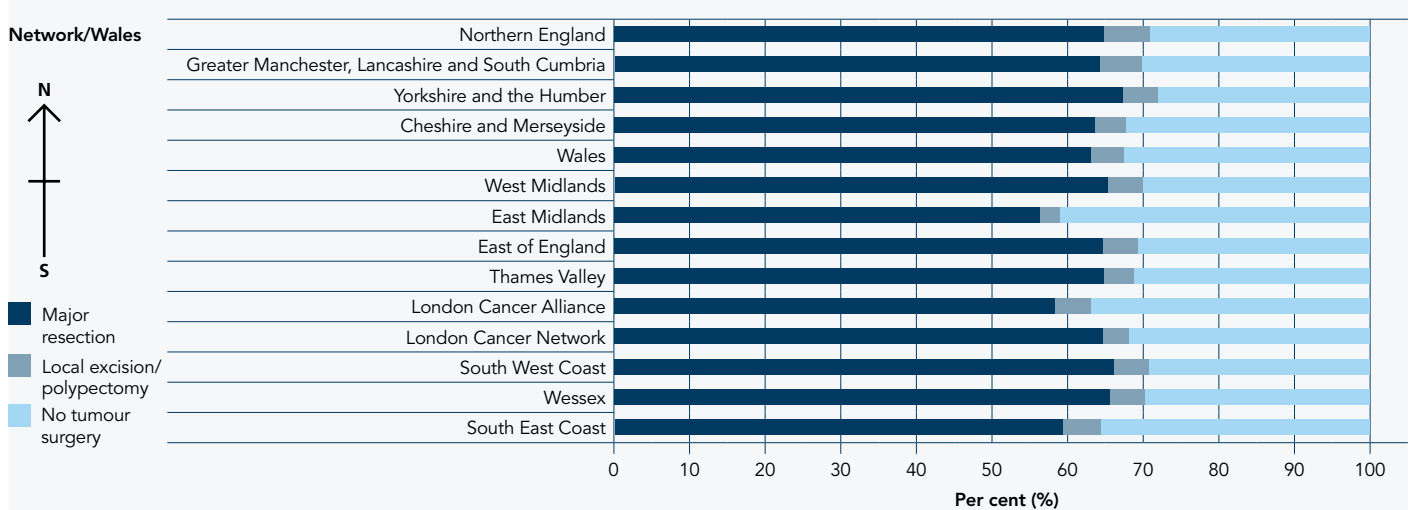 Network/Wales
N
S
Major
resection
Local excision/
polypectomy
No tumour
surgery
Northern England
Greater Manchester, Lancashire and South Cumbria
Yorkshire and the Humber
Cheshire and Merseyside
Wales
West Midlands
East Midlands
East of England
Thames Valley
London Cancer Alliance
London Cancer Network
South West Coast
Wessex
South East Coast
0 10 20 30 40 50 60 70 80 90 100
Per cent (%)